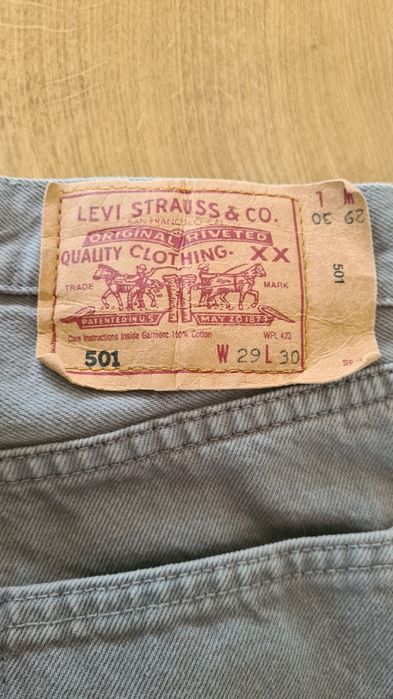 LEVI STRAUSS & CO.
SAN FRANCISCO, CAL.
ORIGINAL RIVETED
QUALITY CLOTHING. XX
TRADE MARK
PATENTED IN U.S. MAY 20 1873
Care Instructions Inside Garment 100% Cotton WPL 423
501 W 29 L 30
L W
30 29
501